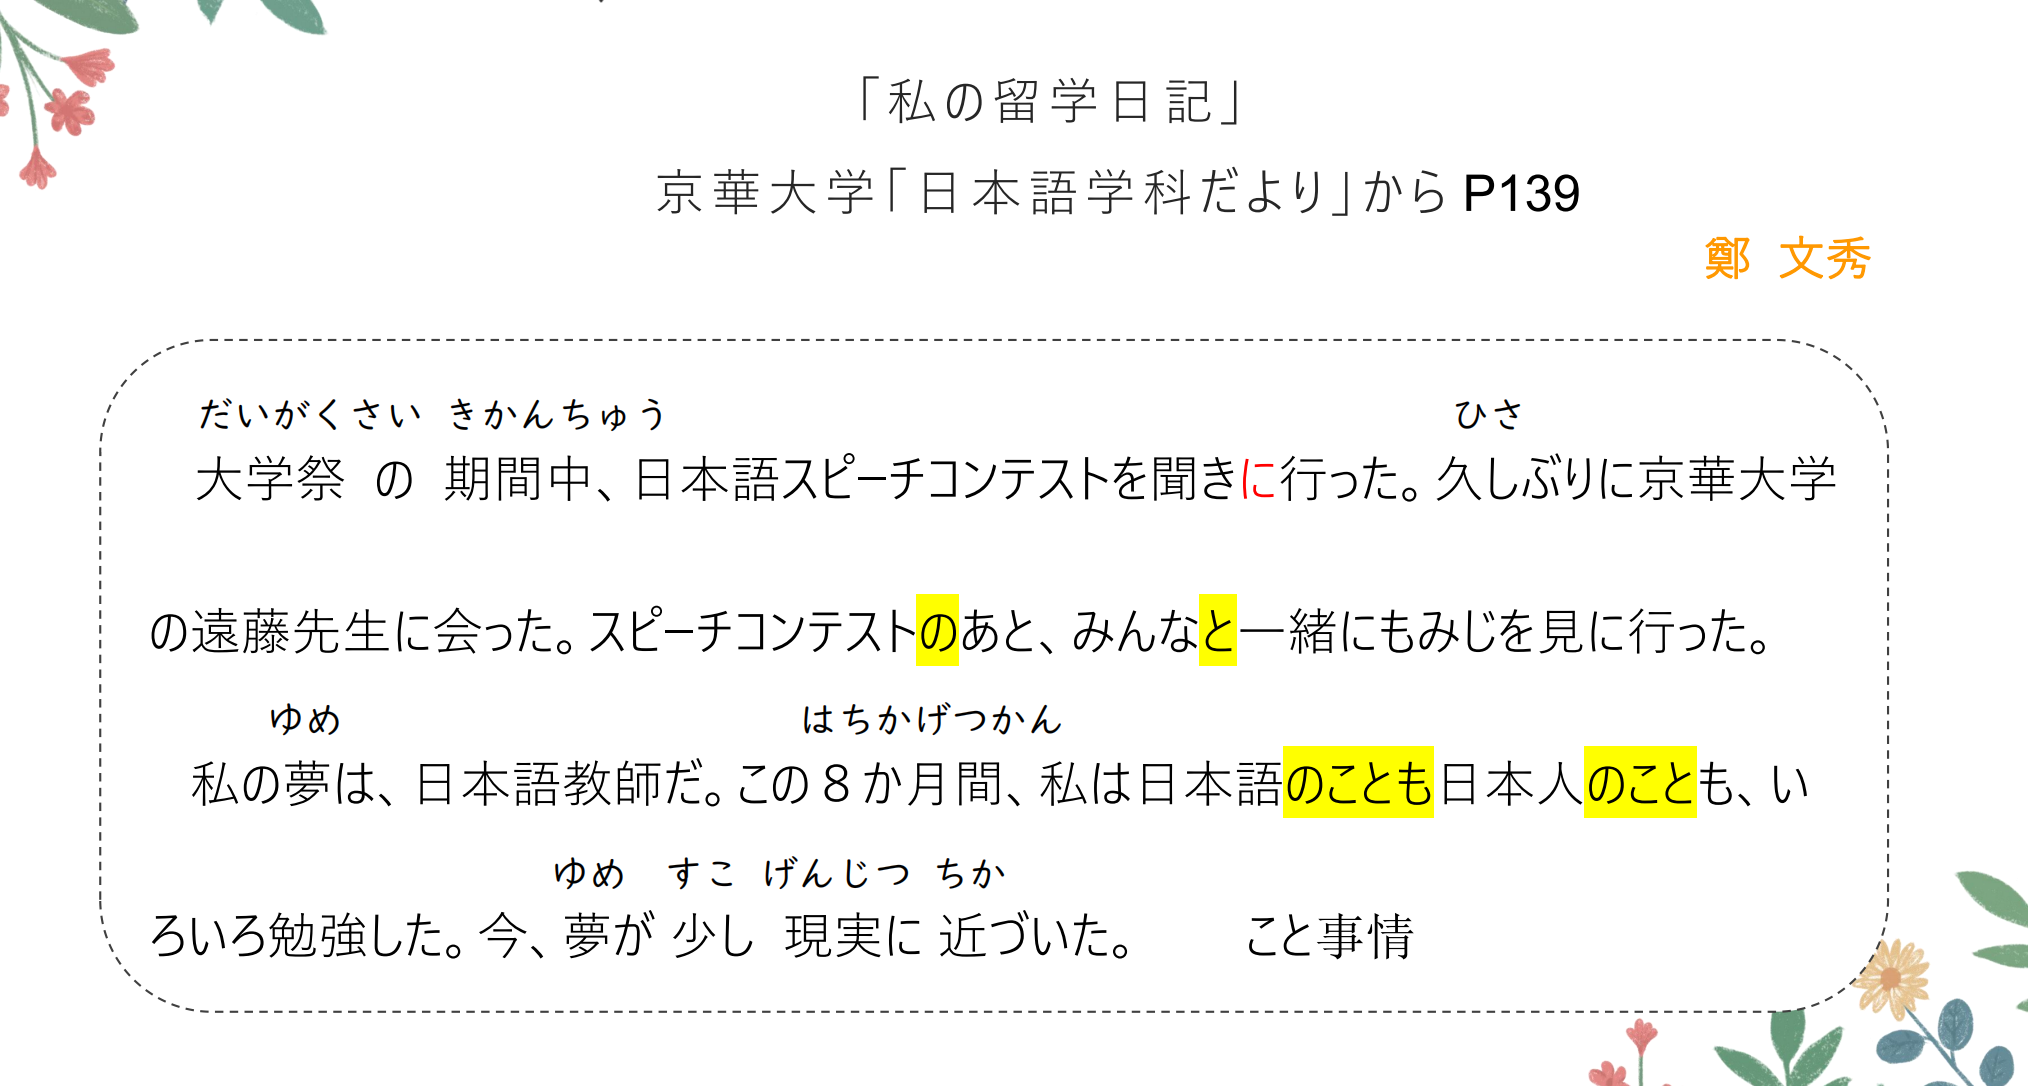 「私の留学日記」
京華大学「日本語学科だより」から P139
鄭　文秀
だいがくさい きかんちゅう ひさ
大学祭 の 期間中、日本語スピーチコンテストを聞きに行った。久しぶりに京華大学
の遠藤先生に会った。スピーチコンテストのあと、みんなと一緒にもみじを見に行った。
ゆめ はちかげつかん
私の夢は、日本語教師だ。この８か月間、私は日本語のことも日本人のことも、い
ゆめ すこ げんじつ ちか
ろいろ勉強した。今、夢が 少し 現実に 近づいた。 こと事情